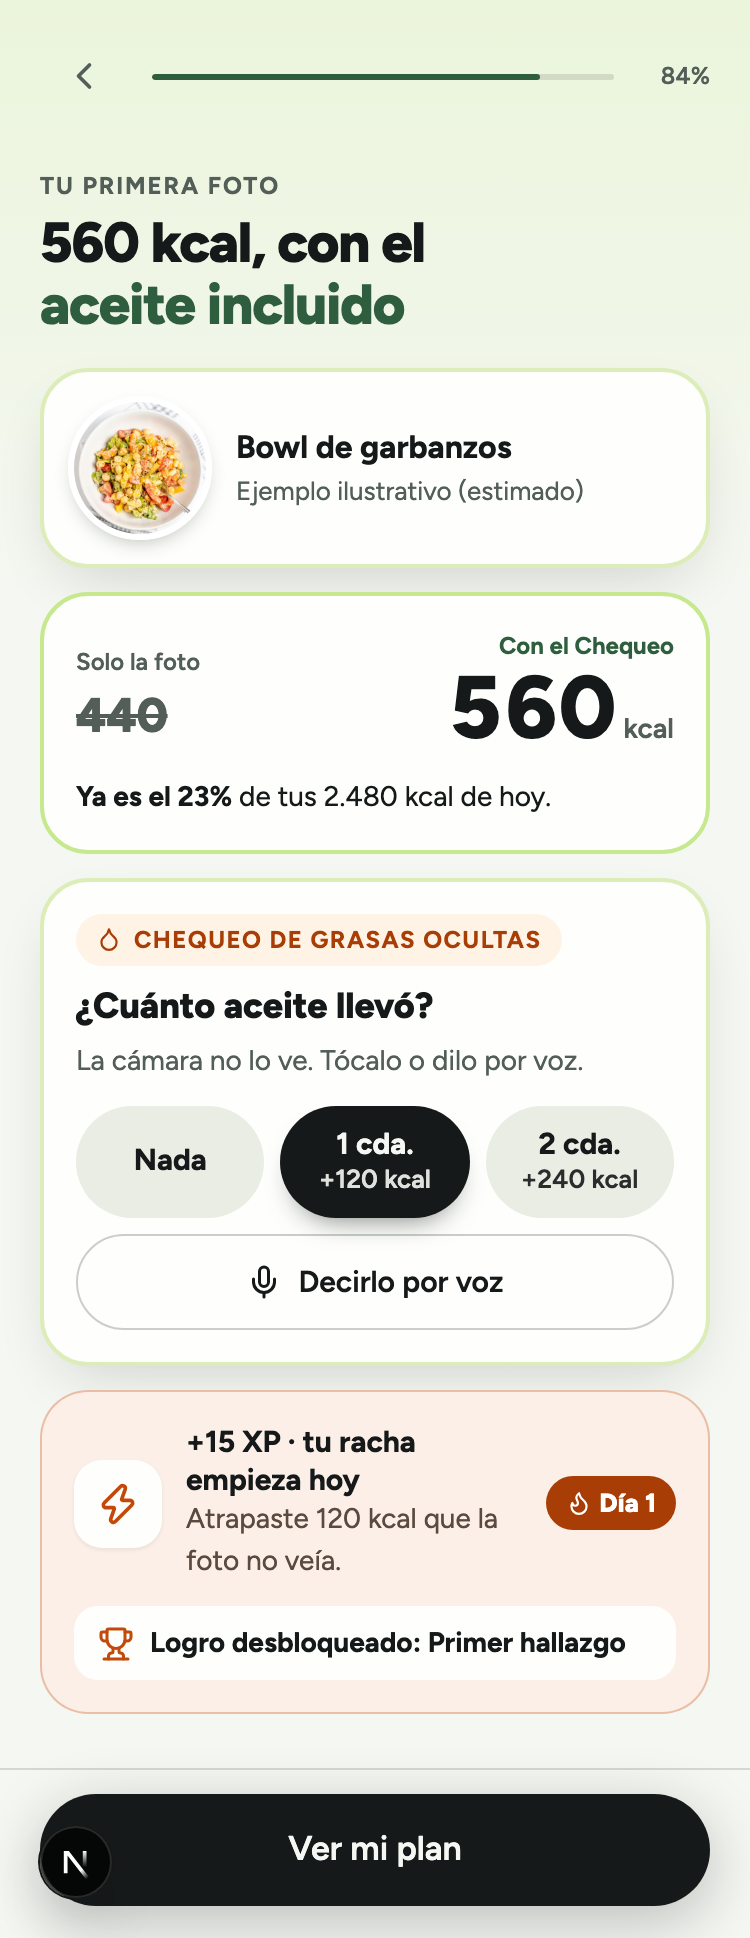 84%
TU PRIMERA FOTO
560 kcal, con el
aceite incluido
Bowl de garbanzos
Ejemplo ilustrativo (estimado)
Solo la foto
440
Con el Chequeo
560 kcal
Ya es el 23% de tus 2.480 kcal de hoy.
CHEQUEO DE GRASAS OCULTAS
¿Cuánto aceite llevó?
La cámara no lo ve. Tócalo o dilo por voz.
Nada
1 cda.
+120 kcal
2 cda.
+240 kcal
Decirlo por voz
+15 XP · tu racha
empieza hoy
Atrapaste 120 kcal que la
foto no veía.
Día 1
Logro desbloqueado: Primer hallazgo
Ver mi plan
N